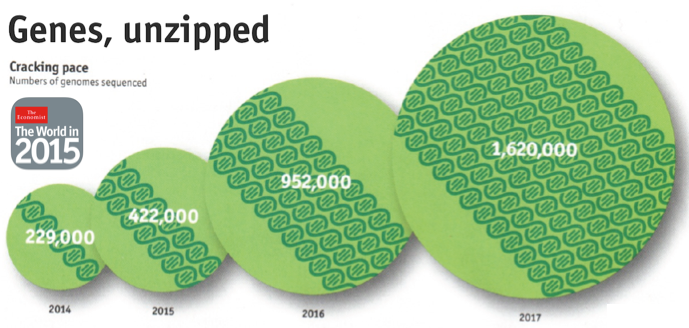 Genes, unzipped
Cracking pace
Numbers of genomes sequenced
The
Economist
The World in
2015
229,000
422,000
952,000
1,620,000
2014
2015
2016
2017